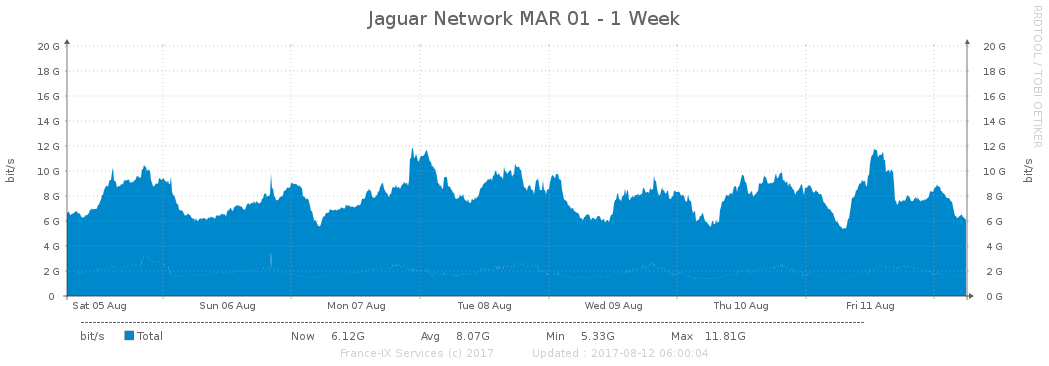 Jaguar Network MAR 01 - 1 Week
RRDTOOL / TOBI OETIKER
bit/s
20 G 20 G
18 G 18 G
16 G 16 G
14 G 14 G
12 G 12 G
10 G 10 G
8 G 8 G
6 G 6 G
4 G 4 G
2 G 2 G
0 0 G
bit/s
Sat 05 Aug Sun 06 Aug Mon 07 Aug Tue 08 Aug Wed 09 Aug Thu 10 Aug Fri 11 Aug
bit/s Total Now 6.12G Avg 8.07G Min 5.33G Max 11.81G
France-IX Services (c) 2017 Updated : 2017-08-12 06:00:04